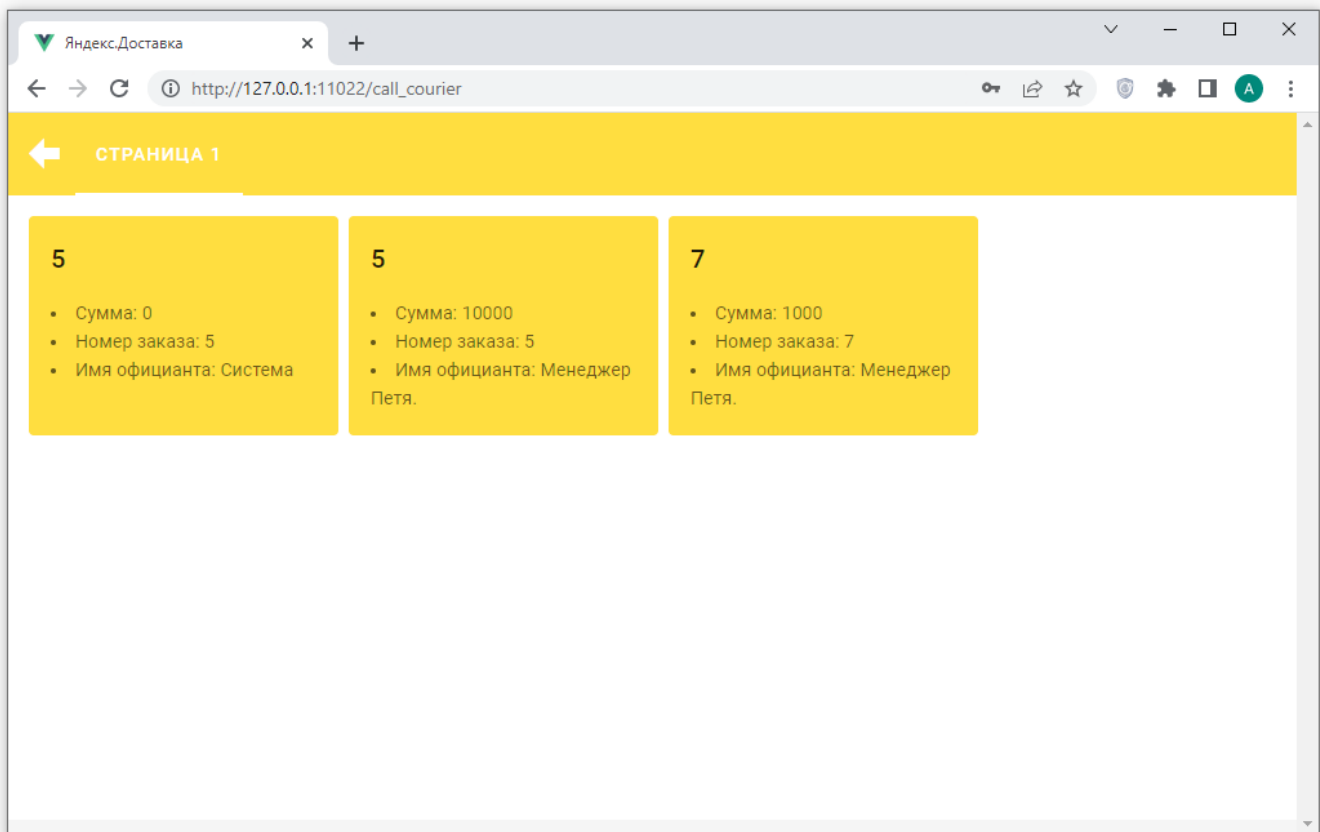 Яндекс.Доставка
http://127.0.0.1:11022/call_courier
A
СТРАНИЦА 1
5
• Сумма: 0
• Номер заказа: 5
• Имя официанта: Система
5
• Сумма: 10000
• Номер заказа: 5
• Имя официанта: Менеджер
Петя.
7
• Сумма: 1000
• Номер заказа: 7
• Имя официанта: Менеджер
Петя.